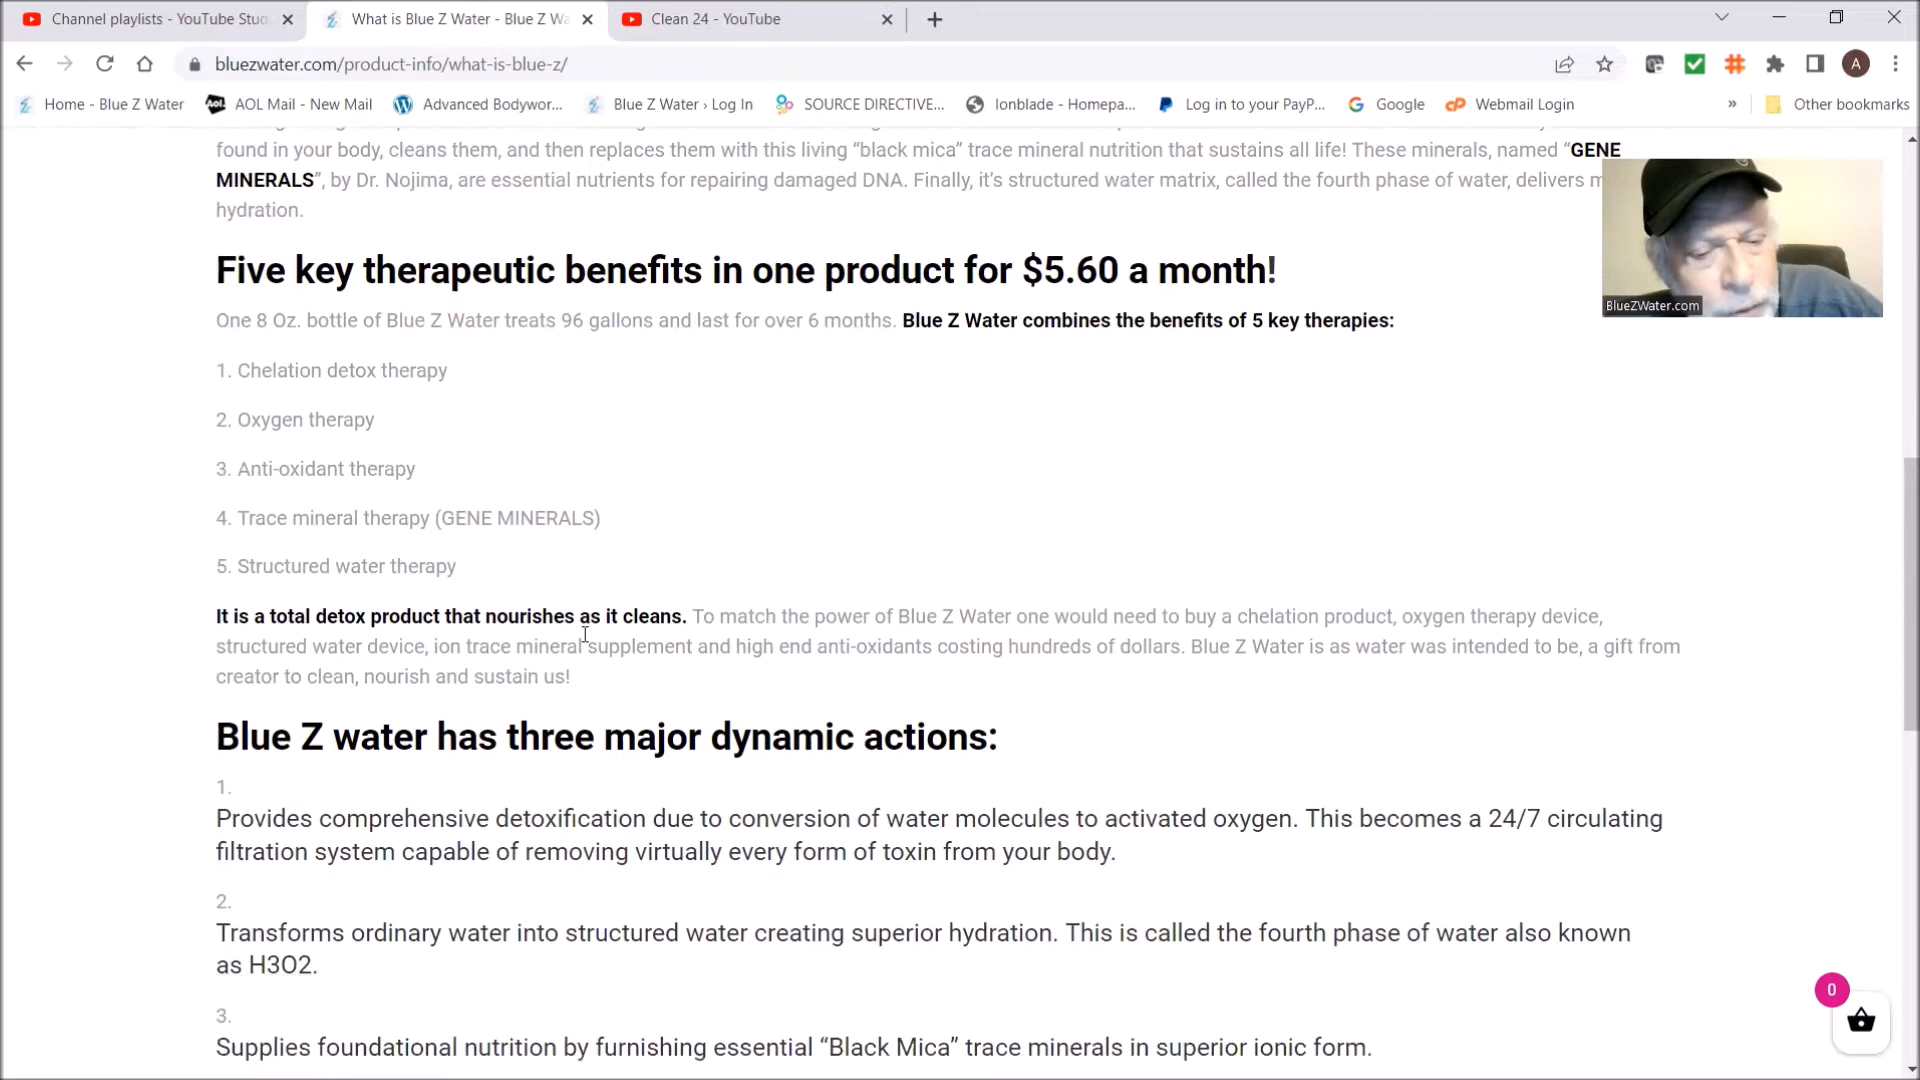 Channel playlists - YouTube Stud
What is Blue Z Water - Blue Z Wa
Clean 24 - YouTube
bluezwater.com/product-info/what-is-blue-z/
A
Home - Blue Z Water
AOL Mail - New Mail
Advanced Bodywor...
Blue Z Water › Log In
SOURCE DIRECTIVE...
Ionblade - Homepa...
Log in to your PayP...
Google
Webmail Login
»
Other bookmarks
found in your body, cleans them, and then replaces them with this living “black mica” trace mineral nutrition that sustains all life! These minerals, named “GENE
MINERALS”, by Dr. Nojima, are essential nutrients for repairing damaged DNA. Finally, it’s structured water matrix, called the fourth phase of water, delivers m
hydration.
BlueZWater.com
Five key therapeutic benefits in one product for $5.60 a month!
One 8 Oz. bottle of Blue Z Water treats 96 gallons and last for over 6 months. Blue Z Water combines the benefits of 5 key therapies:
1. Chelation detox therapy
2. Oxygen therapy
3. Anti-oxidant therapy
4. Trace mineral therapy (GENE MINERALS)
5. Structured water therapy
It is a total detox product that nourishes as it cleans. To match the power of Blue Z Water one would need to buy a chelation product, oxygen therapy device,
structured water device, ion trace mineral supplement and high end anti-oxidants costing hundreds of dollars. Blue Z Water is as water was intended to be, a gift from
creator to clean, nourish and sustain us!
Blue Z water has three major dynamic actions:
1.
Provides comprehensive detoxification due to conversion of water molecules to activated oxygen. This becomes a 24/7 circulating
filtration system capable of removing virtually every form of toxin from your body.
2.
Transforms ordinary water into structured water creating superior hydration. This is called the fourth phase of water also known
as H3O2.
0
3.
Supplies foundational nutrition by furnishing essential “Black Mica” trace minerals in superior ionic form.